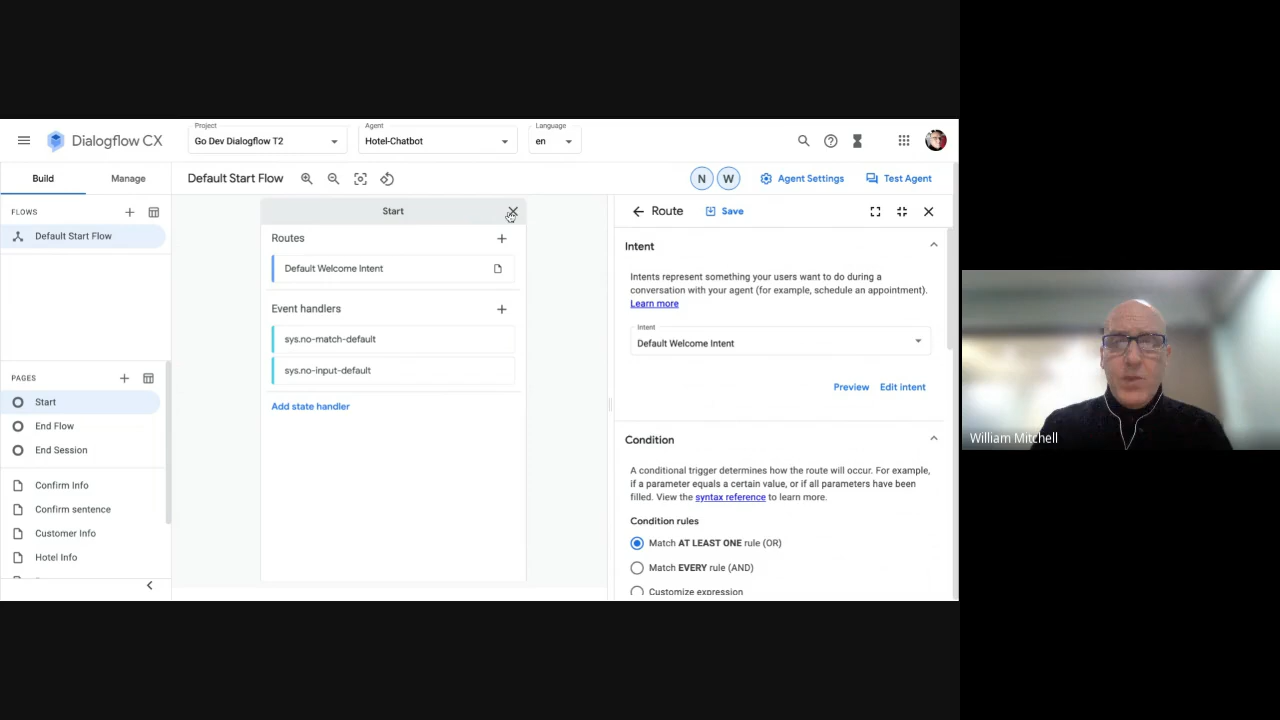 Project
Agent
Language
Dialogflow CX
Go Dev Dialogflow T2
Hotel-Chatbot
en
Build
Manage
Default Start Flow
N
W
Agent Settings
Test Agent
FLOWS
Default Start Flow
PAGES
Start
End Flow
End Session
Confirm Info
Confirm sentence
Customer Info
Hotel Info
Start
Routes
Default Welcome Intent
Event handlers
sys.no-match-default
sys.no-input-default
Add state handler
Route
Save
Intent
Intents represent something your users want to do during a
conversation with your agent (for example, schedule an appointment).
Learn more
Intent
Default Welcome Intent
Preview
Edit intent
Condition
A conditional trigger determines how the route will occur. For example,
if a parameter equals a certain value, or if all parameters have been
filled. View the syntax reference to learn more.
Condition rules
Match AT LEAST ONE rule (OR)
Match EVERY rule (AND)
Customize expression
William Mitchell